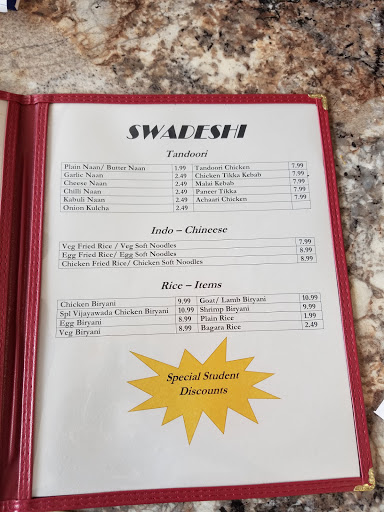 SWADESHI
Tandoori
Plain Naan/ Butter Naan 1.99 Tandoori Chicken 7.99
Garlic Naan 2.49 Chicken Tikka Kebab 7.99
Cheese Naan 2.49 Malai Kebab 7.99
Chilli Naan 2.49 Paneer Tikka 7.99
Kabuli Naan 2.49 Achaari Chicken 7.99
Onion Kulcha 2.49
Indo – Chineese
Veg Fried Rice / Veg Soft Noodles 7.99
Egg Fried Rice/ Egg Soft Noodles 8.99
Chicken Fried Rice/ Chicken Soft Noodles 8.99
Rice – Items
Chicken Biryani 9.99 Goat/ Lamb Biryani 10.99
Spl Vijayawada Chicken Biryani 10.99 Shrimp Biryani 9.99
Egg Biryani 8.99 Plain Rice 1.99
Veg Biryani 8.99 Bagara Rice 2.49
Special Student
Discounts